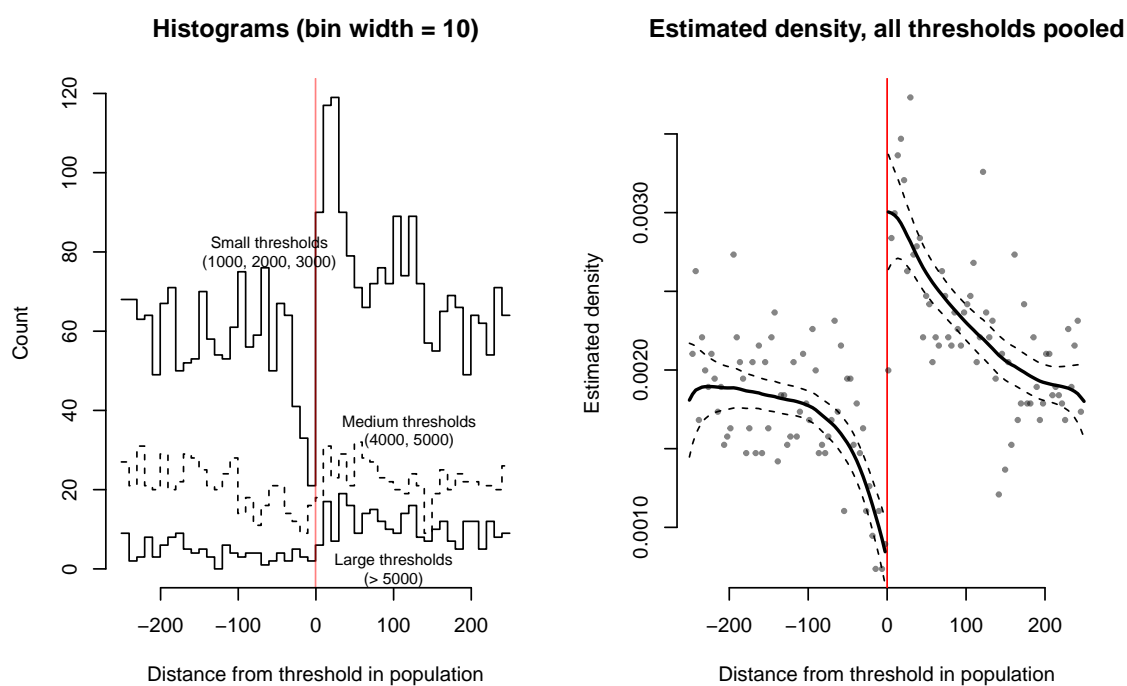 Histograms (bin width = 10)
Count
0
20
40
60
80
100
120
Small thresholds
(1000, 2000, 3000)
Medium thresholds
(4000, 5000)
Large thresholds
(> 5000)
−200
−100
0
100
200
Distance from threshold in population
Estimated density, all thresholds pooled
Estimated density
0.0010
0.0020
0.0030
−200
−100
0
100
200
Distance from threshold in population